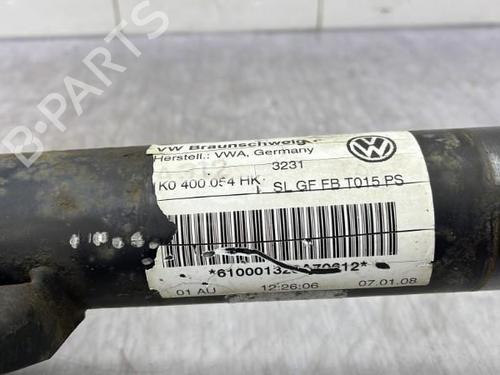 VW Braunschweig
Herstell.: VWA, Germany
3231
K0 400 054 HK
SL GF FB T015 PS
01 AU
12:26:06
07.01.08
B-PARTS